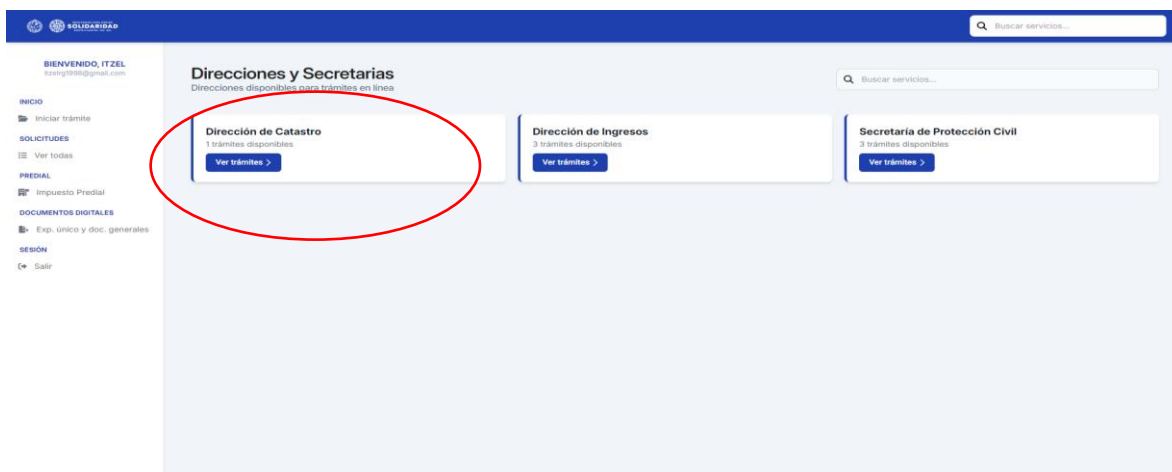 SOLIDARIDAD
Buscar servicios...
BIENVENIDO, ITZEL
INICIO
Iniciar trámite
SOLICITUDES
Ver todas
PREDIAL
Impuesto Predial
DOCUMENTOS DIGITALES
Exp. único y doc. generales
SESIÓN
Salir
Direcciones y Secretarias
Direcciones disponibles para trámites en línea
Buscar servicios...
Dirección de Catastro
1 trámites disponibles
Ver trámites >
Dirección de Ingresos
3 trámites disponibles
Ver trámites >
Secretaría de Protección Civil
3 trámites disponibles
Ver trámites >